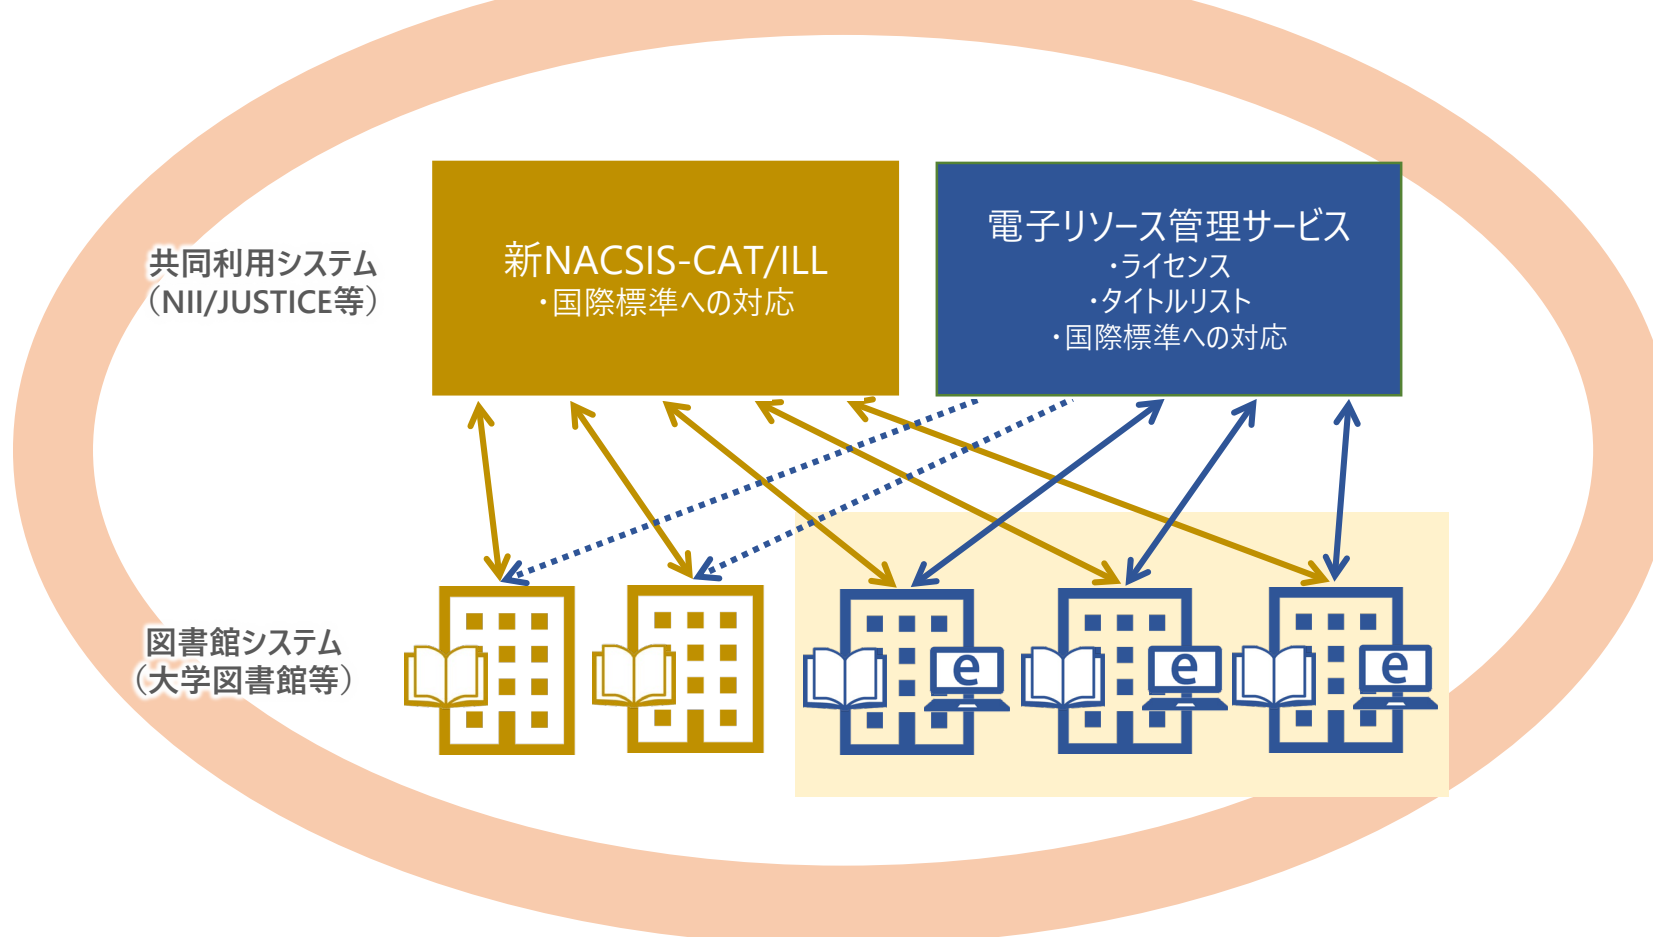 共同利用システム
（NII/JUSTICE等）
新NACSIS-CAT/ILL
・国際標準への対応
電子リソース管理サービス
・ライセンス
・タイトルリスト
・国際標準への対応
図書館システム
（大学図書館等）
e
e
e